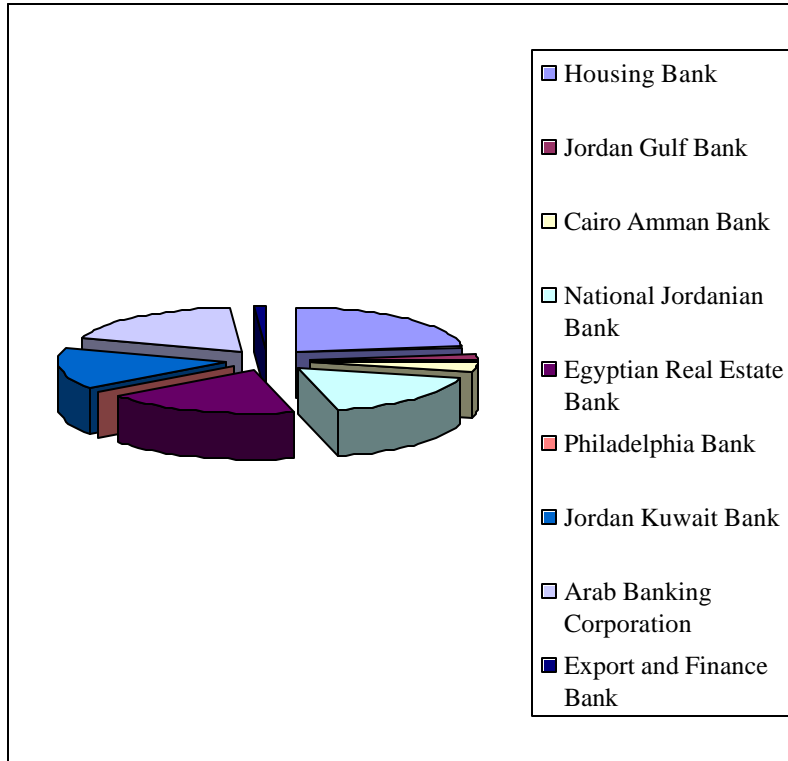 Housing Bank
Jordan Gulf Bank
Cairo Amman Bank
National Jordanian
Bank
Egyptian Real Estate
Bank
Philadelphia Bank
Jordan Kuwait Bank
Arab Banking
Corporation
Export and Finance
Bank